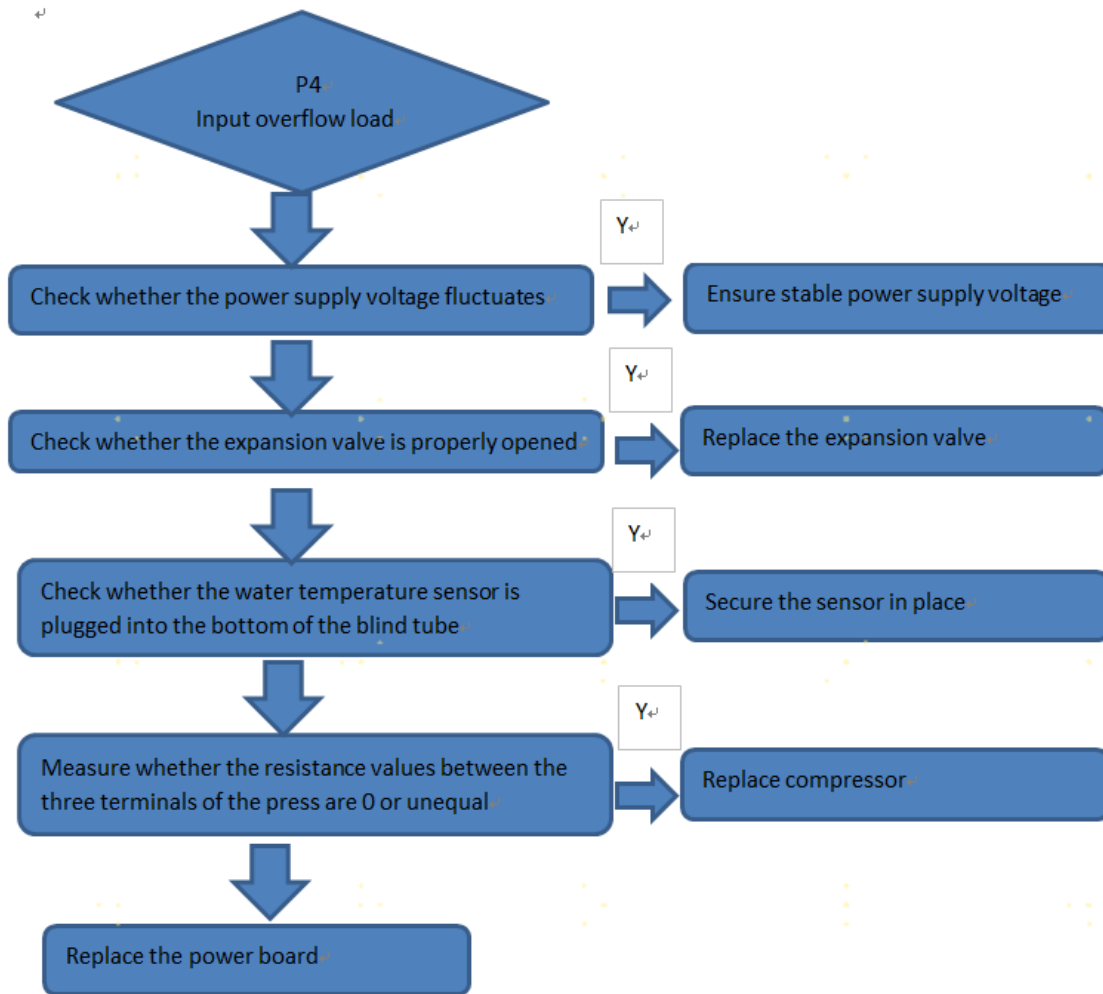 P4
Input overflow load
Y
Check whether the power supply voltage fluctuates
Ensure stable power supply voltage
Y
Check whether the expansion valve is properly opened
Replace the expansion valve
Y
Check whether the water temperature sensor is
plugged into the bottom of the blind tube
Secure the sensor in place
Y
Measure whether the resistance values between the
three terminals of the press are 0 or unequal
Replace compressor
Replace the power board